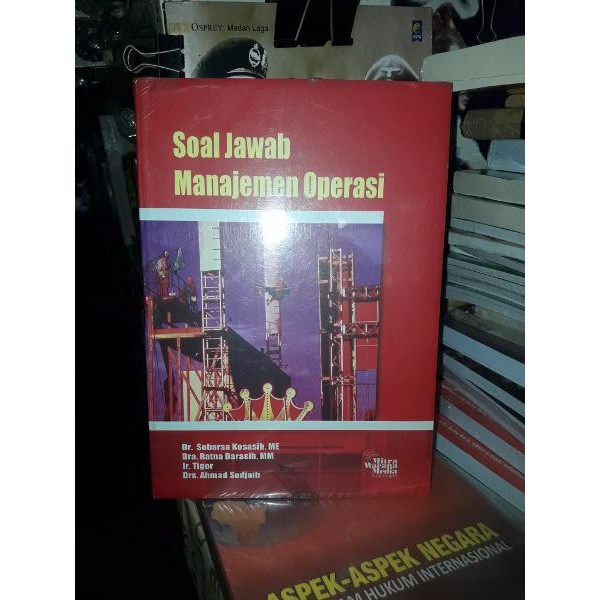 OSPREY: Medan Laga
Soal Jawab
Manajemen Operasi
Dr. Sobarsa Kosasih, ME
Dra. Ratna Darasih, MM
Ir. Tigor
Drs. Ahmad Sudjaib
Mitra
Wacana
Media
ASPEK-ASPEK NEGARA
HUKUM INTERNASIONAL